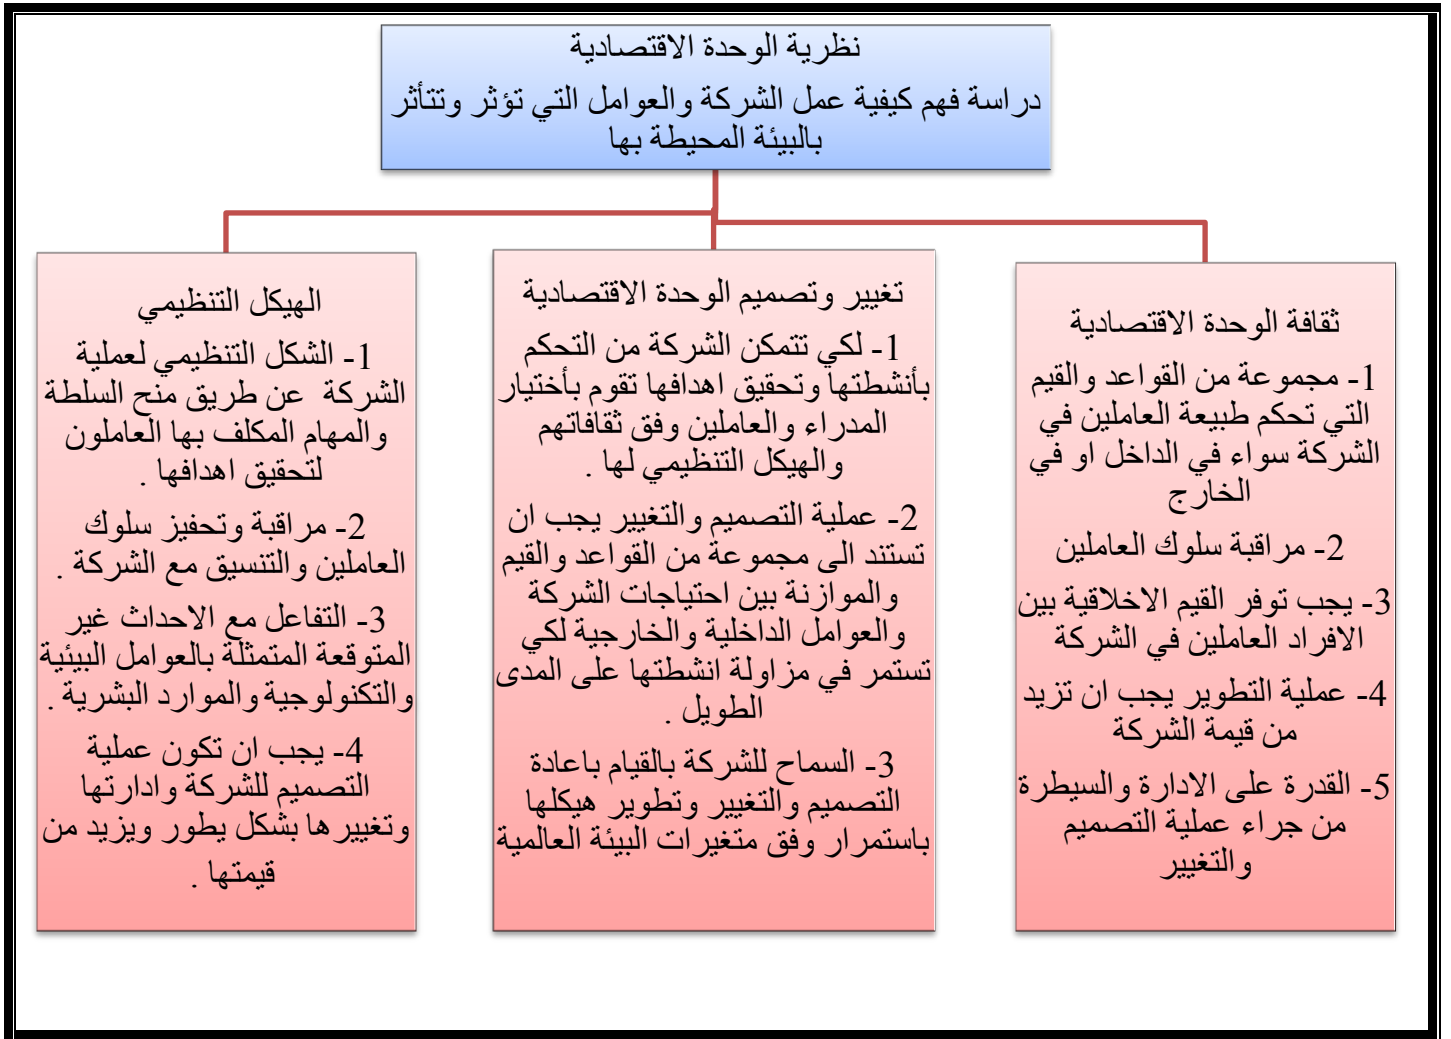 نظرية الوحدة الاقتصادية
دراسة فهم كيفية عمل الشركة والعوامل التي تؤثر وتتأثر
بالبيئة المحيطة بها
ثقافة الوحدة الاقتصادية
1- مجموعة من القواعد والقيم
التي تحكم طبيعة العاملين في
الشركة سواء في الداخل او في
الخارج
2- مراقبة سلوك العاملين
3- يجب توفر القيم الاخلاقية بين
الافراد العاملين في الشركة
4- عملية التطوير يجب ان تزيد
من قيمة الشركة
5- القدرة على الادارة والسيطرة
من جراء عملية التصميم
والتغيير
تغيير وتصميم الوحدة الاقتصادية
1- لكي تتمكن الشركة من التحكم
بأنشطتها وتحقيق اهدافها تقوم بأختيار
المدراء والعاملين وفق ثقافاتهم
والهيكل التنظيمي لها .
2- عملية التصميم والتغيير يجب ان
تستند الى مجموعة من القواعد والقيم
والموازنة بين احتياجات الشركة
والعوامل الداخلية والخارجية لكي
تستمر في مزاولة انشطتها على المدى
الطويل .
3- السماح للشركة بالقيام باعادة
التصميم والتغيير وتطوير هيكلها
باستمرار وفق متغيرات البيئة العالمية
الهيكل التنظيمي
1- الشكل التنظيمي لعملية
الشركة عن طريق منح السلطة
والمهام المكلف بها العاملون
لتحقيق اهدافها .
2- مراقبة وتحفيز سلوك
العاملين والتنسيق مع الشركة .
3- التفاعل مع الاحداث غير
المتوقعة المتمثلة بالعوامل البيئية
والتكنولوجية والموارد البشرية .
4- يجب ان تكون عملية
التصميم للشركة وادارتها
وتغييرها بشكل يطور ويزيد من
قيمتها .